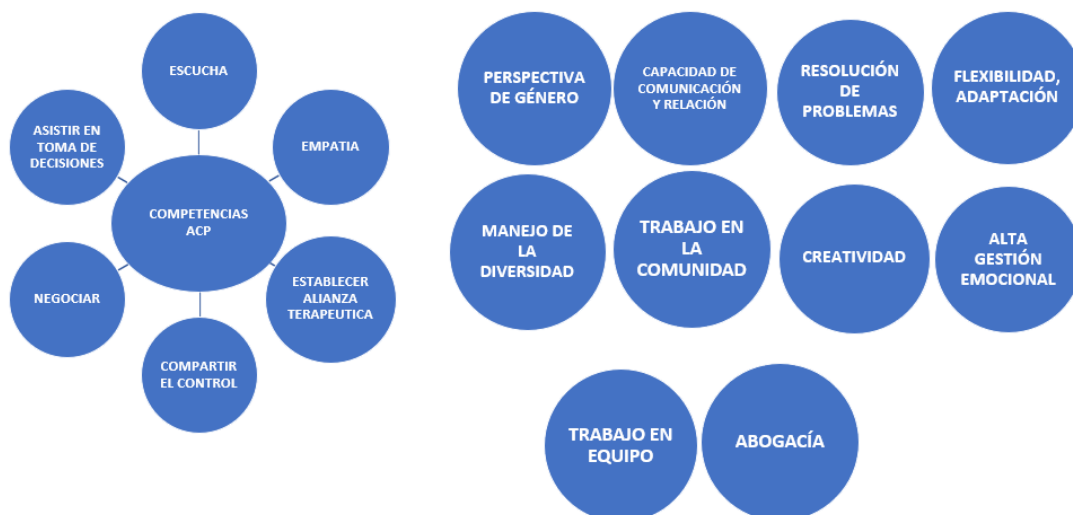 ESCUCHA
EMPATIA
ESTABLECER
ALIANZA
TERAPEUTICA
COMPARTIR
EL CONTROL
NEGOCIAR
ASISTIR EN
TOMA DE
DECISIONES
COMPETENCIAS
ACP
PERSPECTIVA
DE GÉNERO
CAPACIDAD DE
COMUNICACIÓN
Y RELACIÓN
RESOLUCIÓN
DE
PROBLEMAS
FLEXIBILIDAD,
ADAPTACIÓN
MANEJO DE
LA
DIVERSIDAD
TRABAJO EN
LA
COMUNIDAD
CREATIVIDAD
ALTA
GESTIÓN
EMOCIONAL
TRABAJO EN
EQUIPO
ABOGACÍA